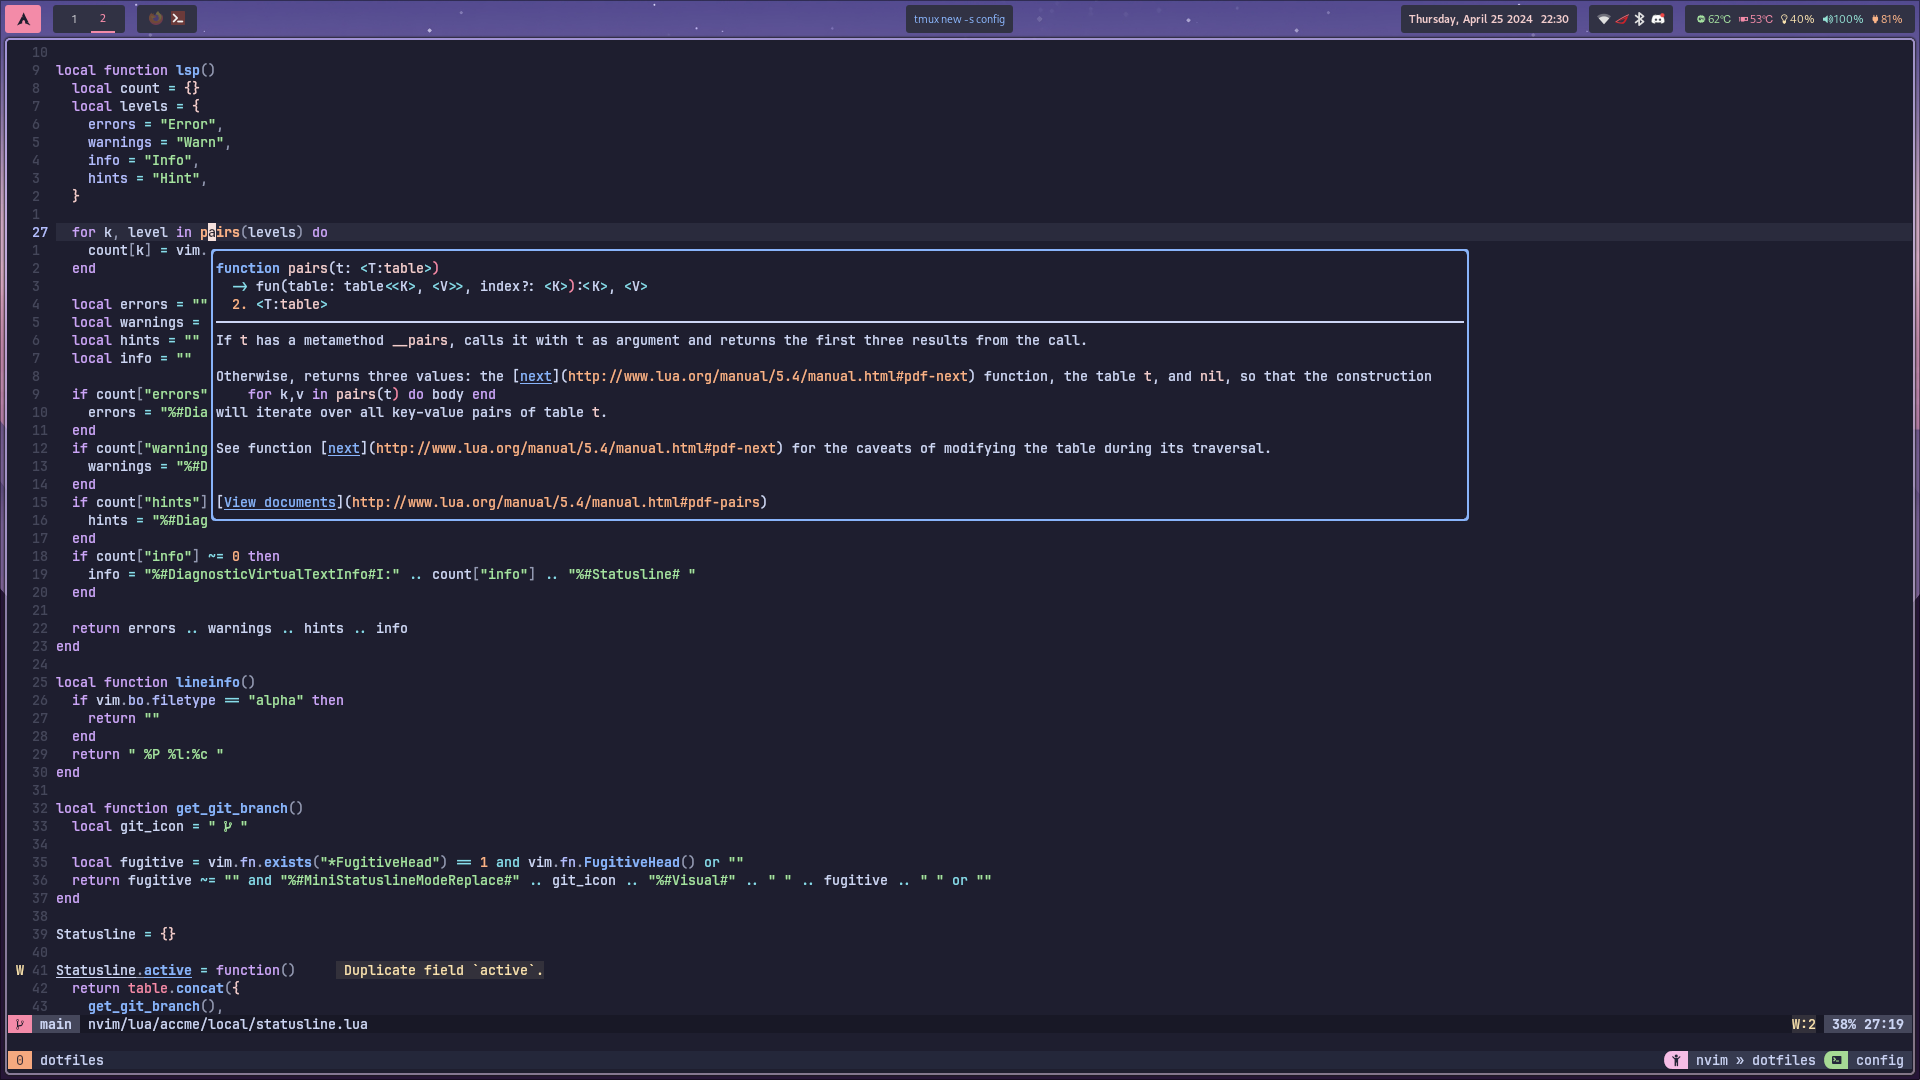 1 2
tmux new -s config
Thursday, April 25 2024 22:30
62°C 53°C 40% 100% 81%
10
9 local function lsp()
8 local count = {}
7 local levels = {
6 errors = "Error",
5 warnings = "Warn",
4 info = "Info",
3 hints = "Hint",
2 }
1
27 for k, level in pairs(levels) do
1 count[k] = vim.
2 end
3
4 local errors = ""
5 local warnings =
6 local hints = ""
7 local info = ""
8
9 if count["errors"
10 errors = "%#Dia
11 end
12 if count["warning
13 warnings = "%#D
14 end
15 if count["hints"]
16 hints = "%#Diag
17 end
18 if count["info"] ~= 0 then
19 info = "%#DiagnosticVirtualTextInfo#I:" .. count["info"] .. "%#Statusline# "
20 end
21
22 return errors .. warnings .. hints .. info
23 end
24
25 local function lineinfo()
26 if vim.bo.filetype == "alpha" then
27 return ""
28 end
29 return " %P %l:%c "
30 end
31
32 local function get_git_branch()
33 local git_icon = "  "
34
35 local fugitive = vim.fn.exists("*FugitiveHead") == 1 and vim.fn.FugitiveHead() or ""
36 return fugitive ~= "" and "%#MiniStatuslineModeReplace#" .. git_icon .. "%#Visual#" .. " " .. fugitive .. " " or ""
37 end
38
39 Statusline = {}
40
W 41 Statusline.active = function() Duplicate field `active`.
42 return table.concat({
43 get_git_branch(),
function pairs(t: <T:table>)
-> fun(table: table<<K>, <V>>, index?: <K>):<K>, <V>
2. <T:table>
If t has a metamethod __pairs, calls it with t as argument and returns the first three results from the call.
Otherwise, returns three values: the [next](http://www.lua.org/manual/5.4/manual.html#pdf-next) function, the table t, and nil, so that the construction
for k,v in pairs(t) do body end
will iterate over all key-value pairs of table t.
See function [next](http://www.lua.org/manual/5.4/manual.html#pdf-next) for the caveats of modifying the table during its traversal.
[View documents](http://www.lua.org/manual/5.4/manual.html#pdf-pairs)
main nvim/lua/accme/local/statusline.lua W:2 38% 27:19
0 dotfiles nvim » dotfiles config